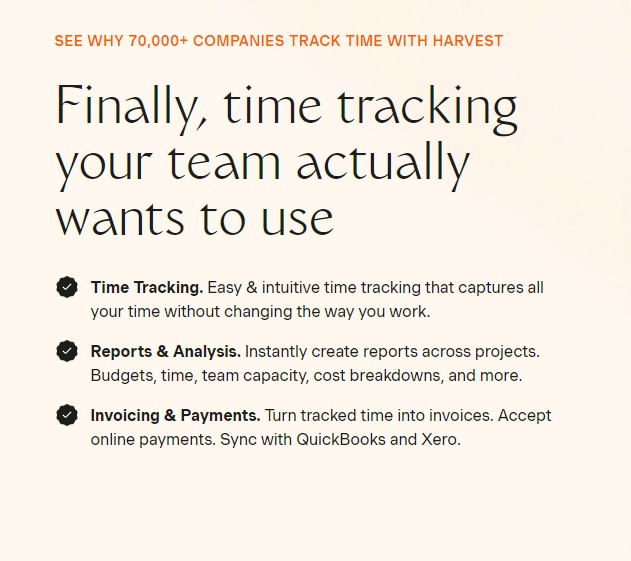 SEE WHY 70,000+ COMPANIES TRACK TIME WITH HARVEST
Finally, time tracking
your team actually
wants to use
Time Tracking. Easy & intuitive time tracking that captures all
your time without changing the way you work.
Reports & Analysis. Instantly create reports across projects.
Budgets, time, team capacity, cost breakdowns, and more.
Invoicing & Payments. Turn tracked time into invoices. Accept
online payments. Sync with QuickBooks and Xero.